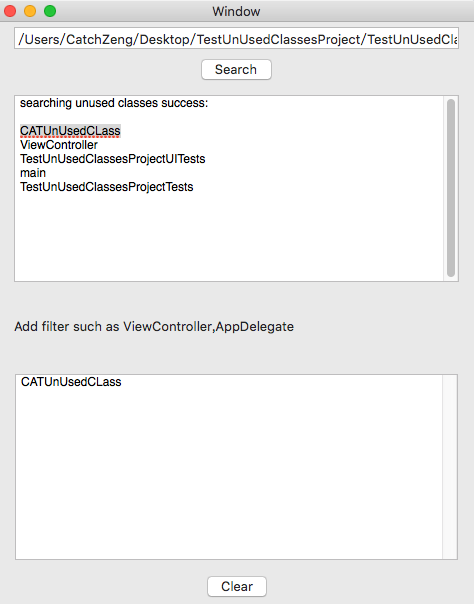 Window
/Users/CatchZeng/Desktop/TestUnUsedClassesProject/TestUnUsedCla
Search
searching unused classes success:
CATUnUsedCLass
ViewController
TestUnUsedClassesProjectUITests
main
TestUnUsedClassesProjectTests
Add filter such as ViewController,AppDelegate
CATUnUsedCLass
Clear